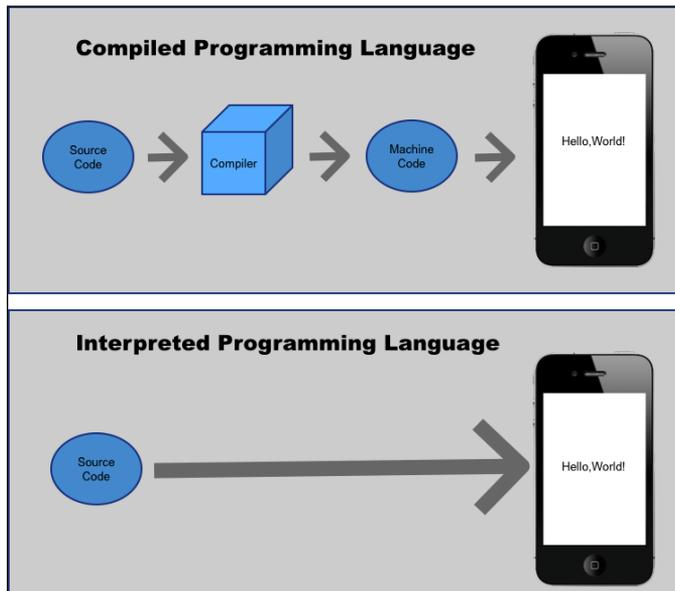 Compiled Programming Language
Source
Code
Compiler
Machine
Code
Hello,World!
Interpreted Programming Language
Source
Code
Hello,World!